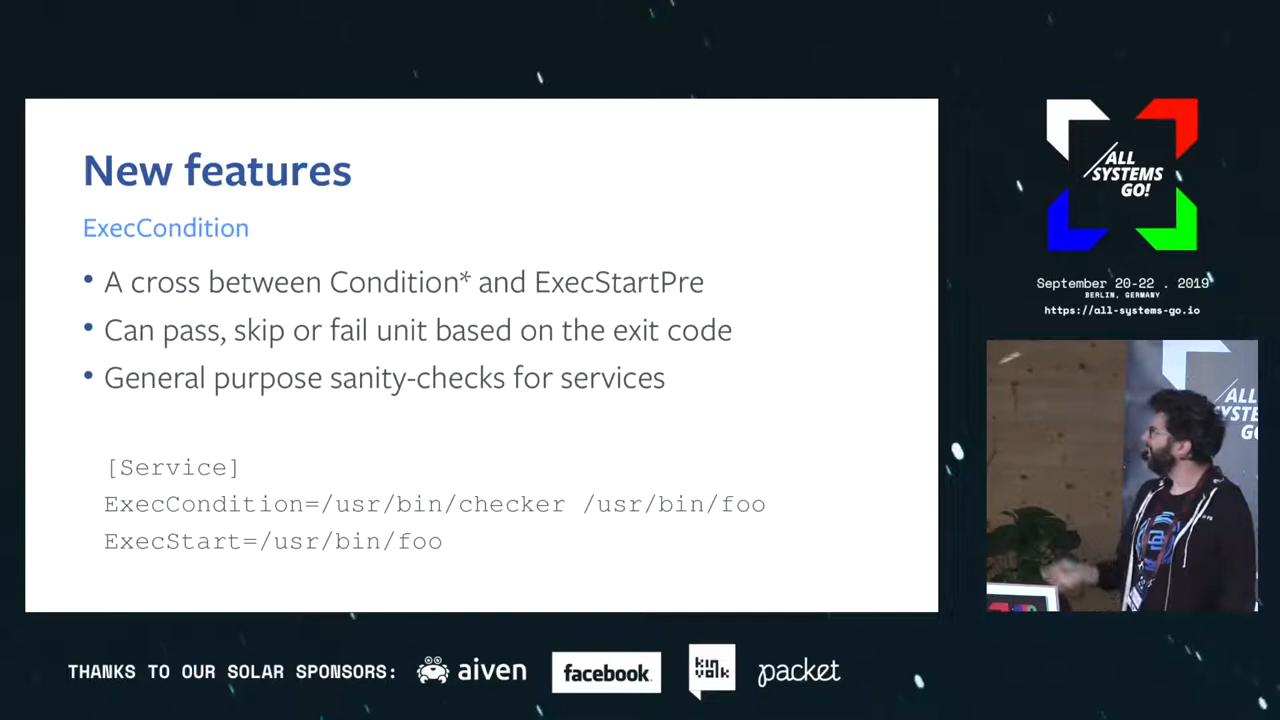 New features
ExecCondition
• A cross between Condition* and ExecStartPre
• Can pass, skip or fail unit based on the exit code
• General purpose sanity-checks for services
[Service]
ExecCondition=/usr/bin/checker /usr/bin/foo
ExecStart=/usr/bin/foo
ALL
SYSTEMS
GO!
September 20-22 . 2019
BERLIN, GERMANY
https://all-systems-go.io
THANKS TO OUR SOLAR SPONSORS:
aiven
facebook.
kinvolk
packet